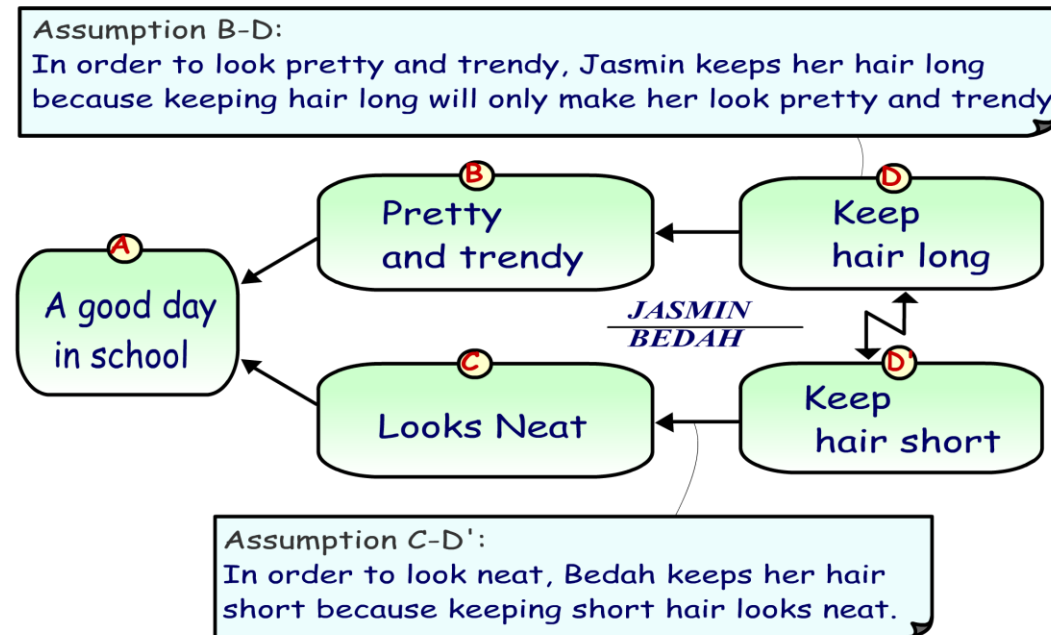 Assumption B-D:
In order to look pretty and trendy, Jasmin keeps her hair long
because keeping hair long will only make her look pretty and trendy
B
Pretty
and trendy
D
Keep
hair long
A
A good day
in school
JASMIN
BEDAH
C
Looks Neat
D'
Keep
hair short
Assumption C-D':
In order to look neat, Bedah keeps her hair
short because keeping short hair looks neat.